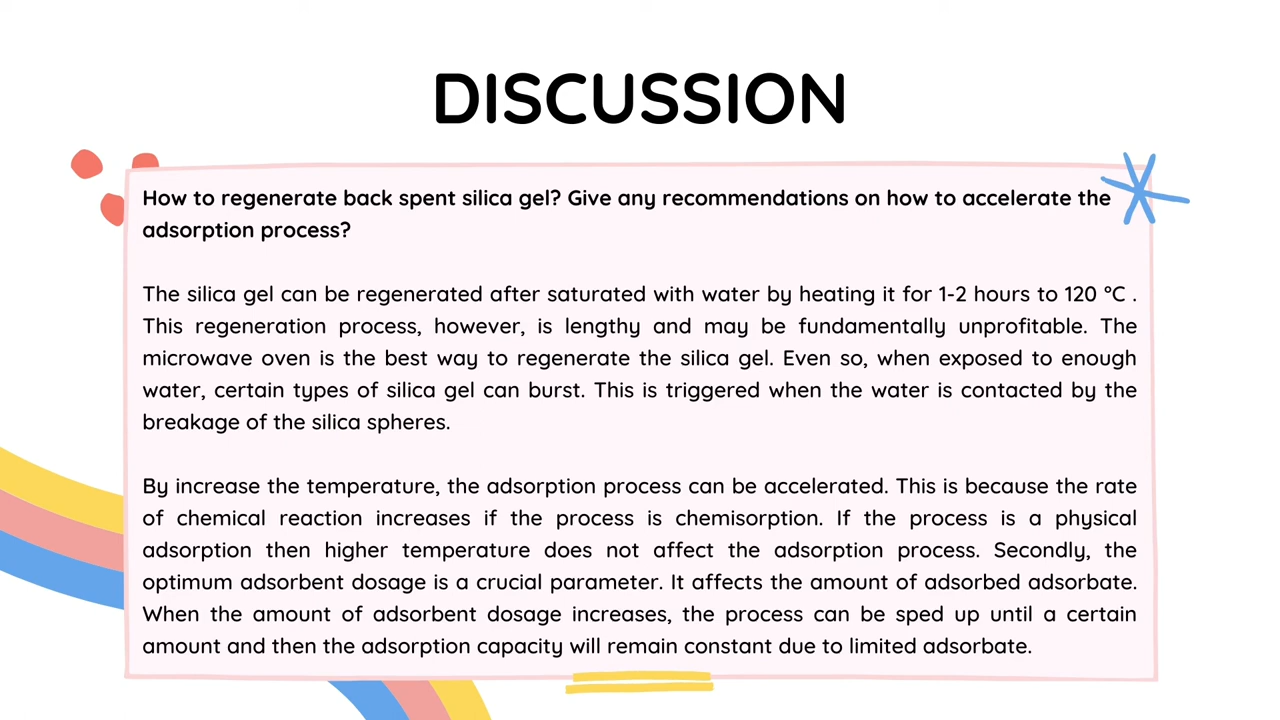 DISCUSSION
How to regenerate back spent silica gel? Give any recommendations on how to accelerate the
adsorption process?
The silica gel can be regenerated after saturated with water by heating it for 1-2 hours to 120 °C .
This regeneration process, however, is lengthy and may be fundamentally unprofitable. The
microwave oven is the best way to regenerate the silica gel. Even so, when exposed to enough
water, certain types of silica gel can burst. This is triggered when the water is contacted by the
breakage of the silica spheres.
By increase the temperature, the adsorption process can be accelerated. This is because the rate
of chemical reaction increases if the process is chemisorption. If the process is a physical
adsorption then higher temperature does not affect the adsorption process. Secondly, the
optimum adsorbent dosage is a crucial parameter. It affects the amount of adsorbed adsorbate.
When the amount of adsorbent dosage increases, the process can be sped up until a certain
amount and then the adsorption capacity will remain constant due to limited adsorbate.